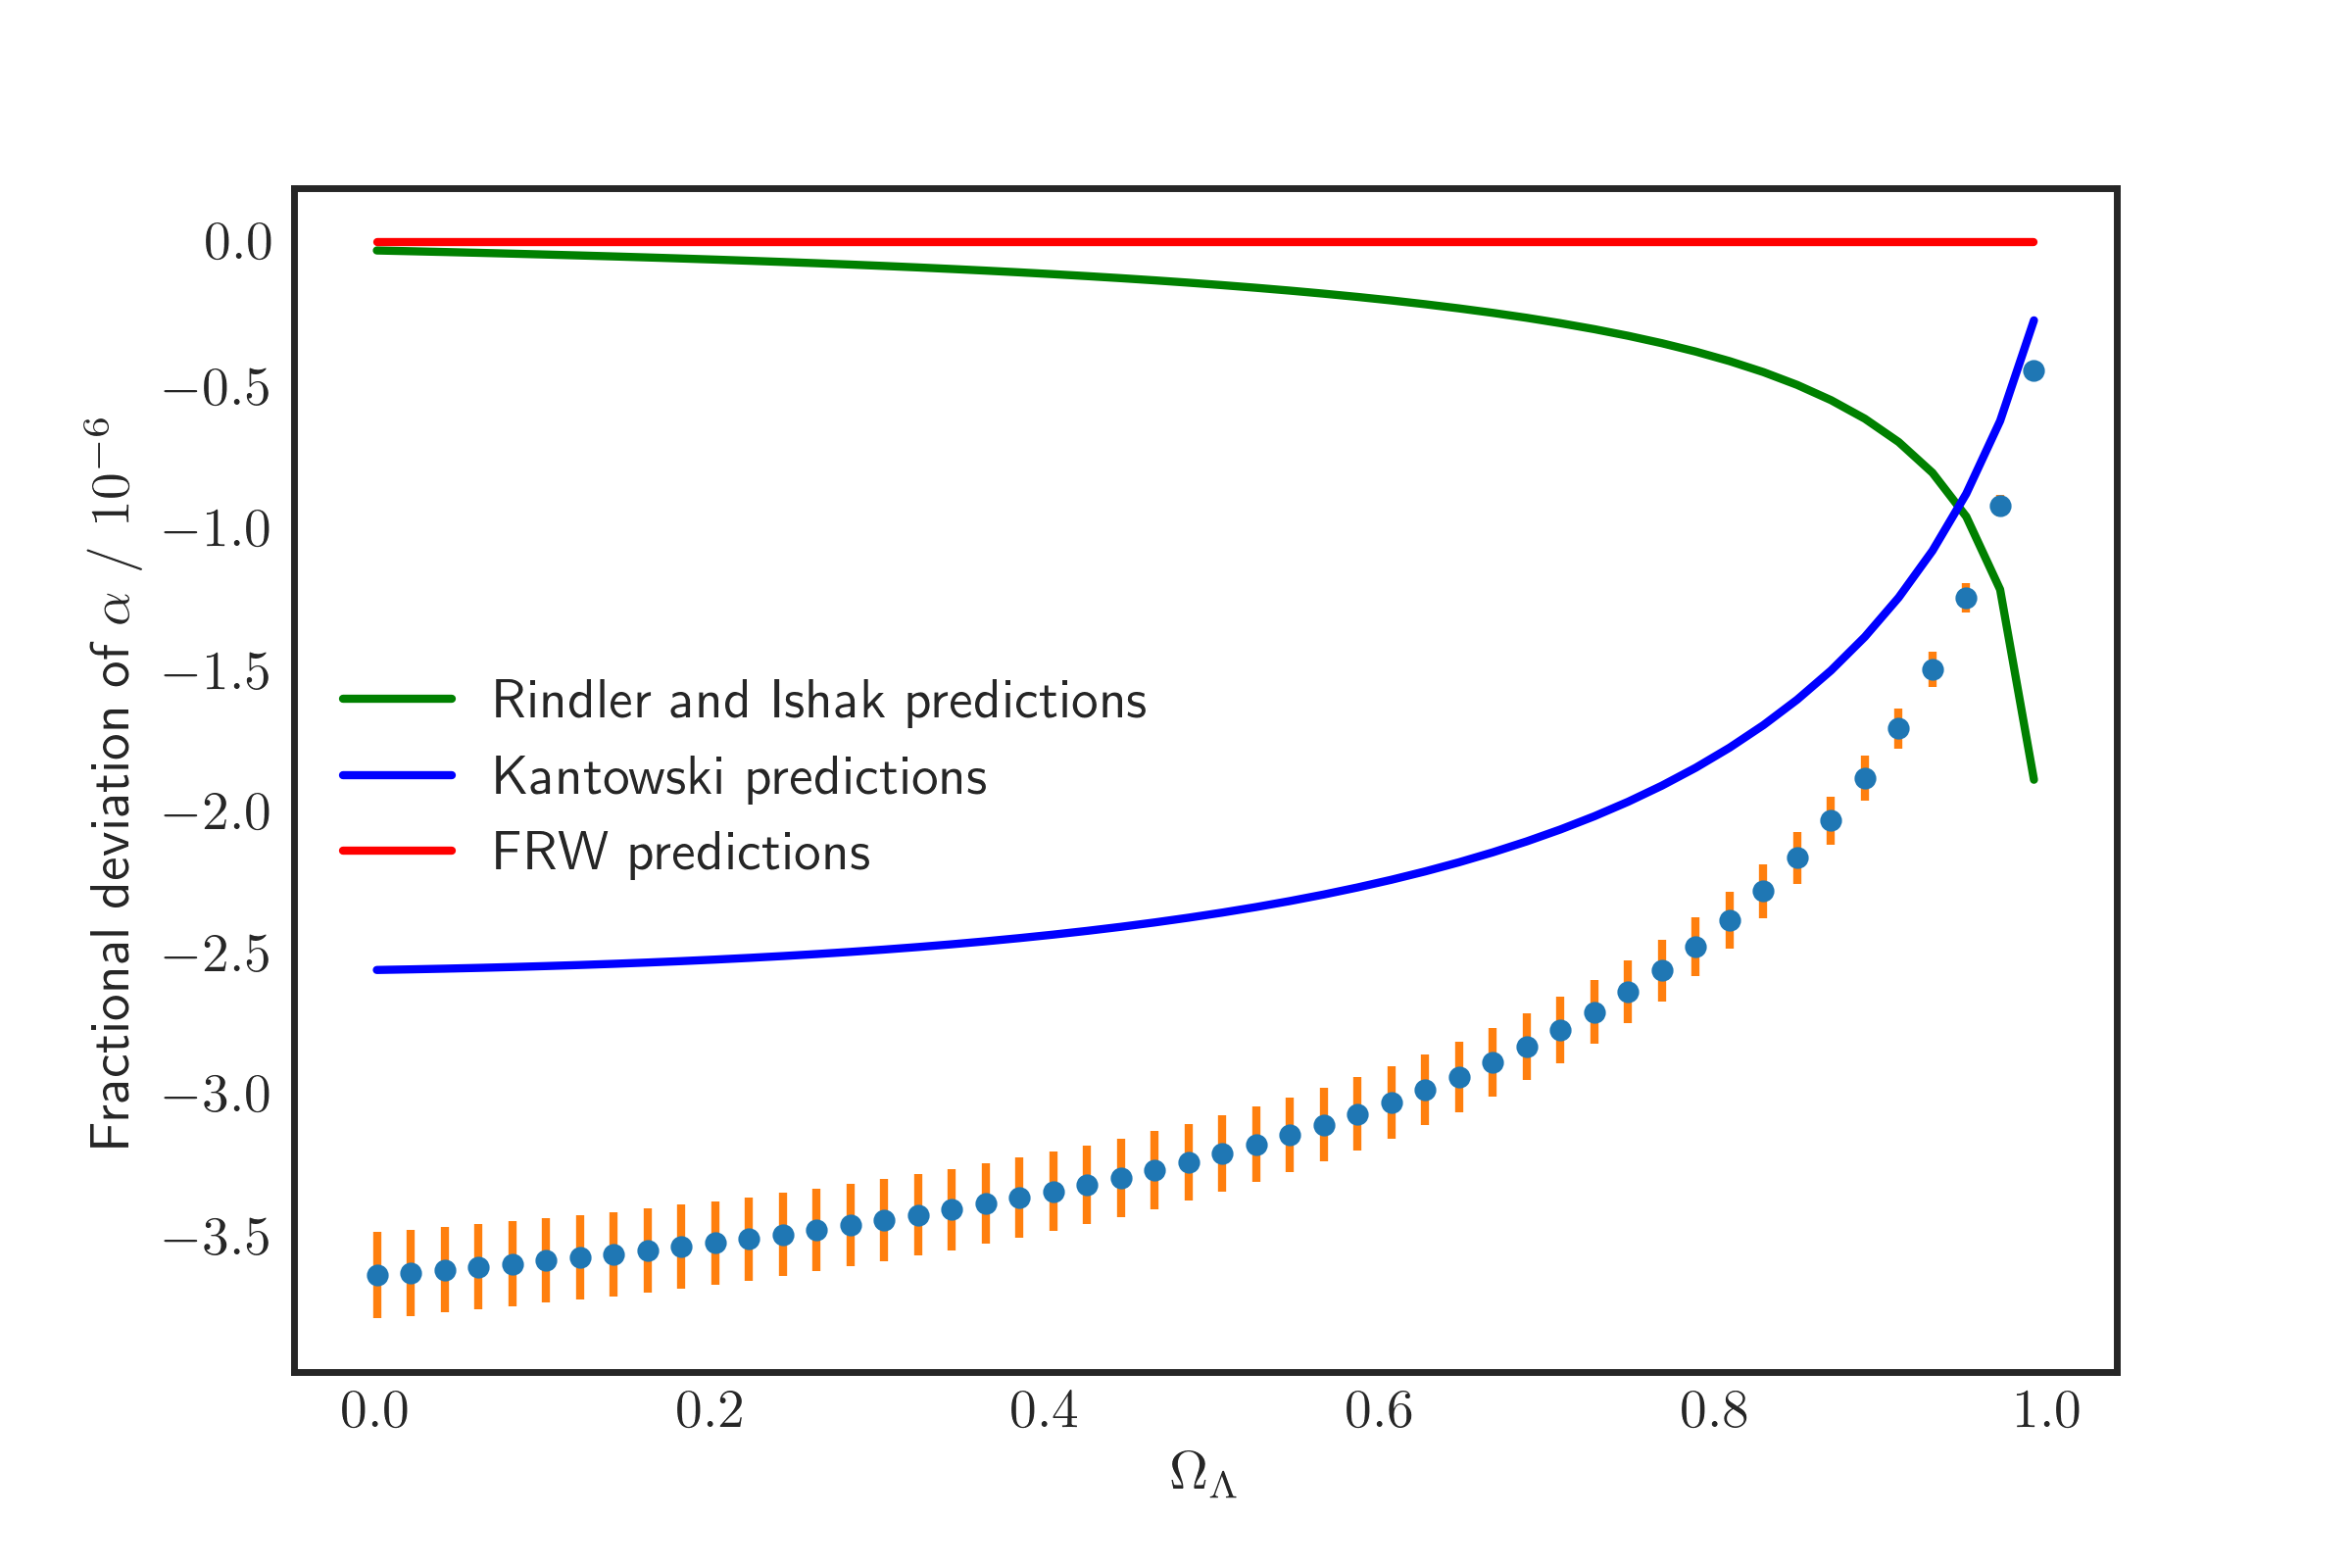 0.0
−0.5
−1.0
−1.5
−2.0
−2.5
−3.0
−3.5
Fractional deviation of α / 10⁻⁶
Rindler and Ishak predictions
Kantowski predictions
FRW predictions
0.0 0.2 0.4 0.6 0.8 1.0
Ω_Λ